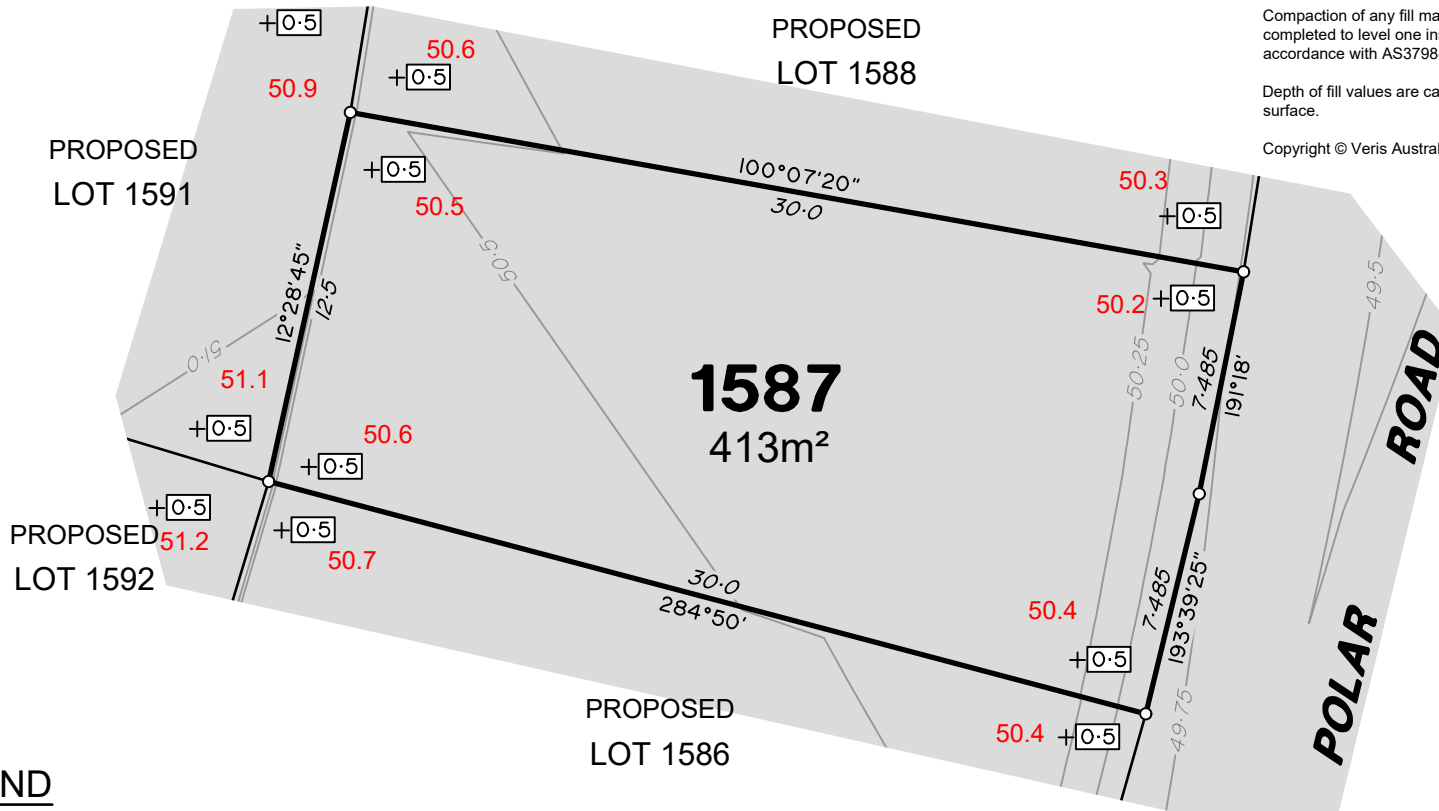 Compaction of any fill ma
completed to level one ins
accordance with AS3798
Depth of fill values are ca
surface.
Copyright © Veris Austral
+ 0·5
50.6
PROPOSED
LOT 1588
50.9
+ 0·5
PROPOSED
LOT 1591
+ 0·5
50.5
100°07'20"
30·0
50.3
+ 0·5
50·5
12°28'45"
12·5
50.2
+ 0·5
49·5
51·0
51.1
+ 0·5
50·25
50·0
7·485
191°18'
ROAD
1587
413m²
50.6
+ 0·5
+ 0·5
51.2
PROPOSED
LOT 1592
+ 0·5
50.7
30·0
284°50'
50.4
+ 0·5
7·485
193°39'25"
POLAR
PROPOSED
LOT 1586
50.4
+ 0·5
49·75
ND